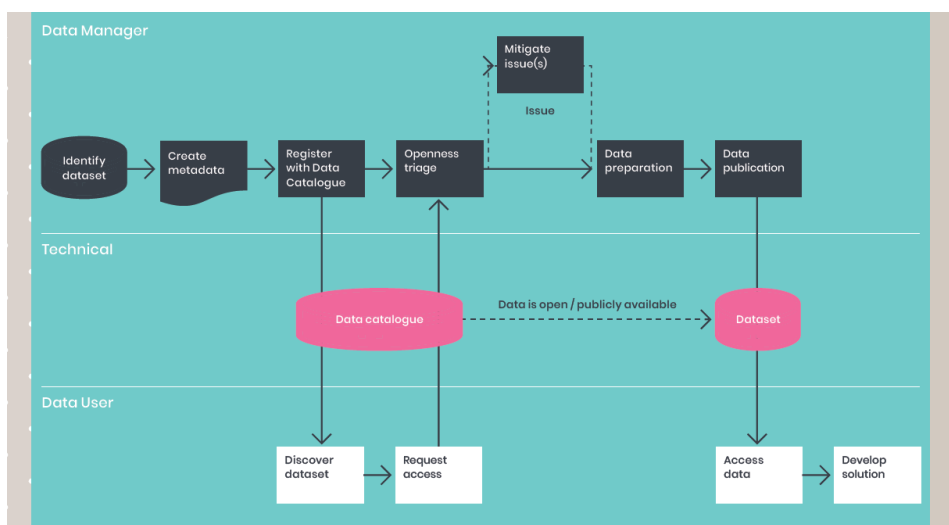 Data Manager
Mitigate
issue(s)
Issue
Identify
dataset
Create
metadata
Register
with Data
Catalogue
Openness
triage
Data
preparation
Data
publication
Technical
Data catalogue
Data is open / publicly available
Dataset
Data User
Discover
dataset
Request
access
Access
data
Develop
solution